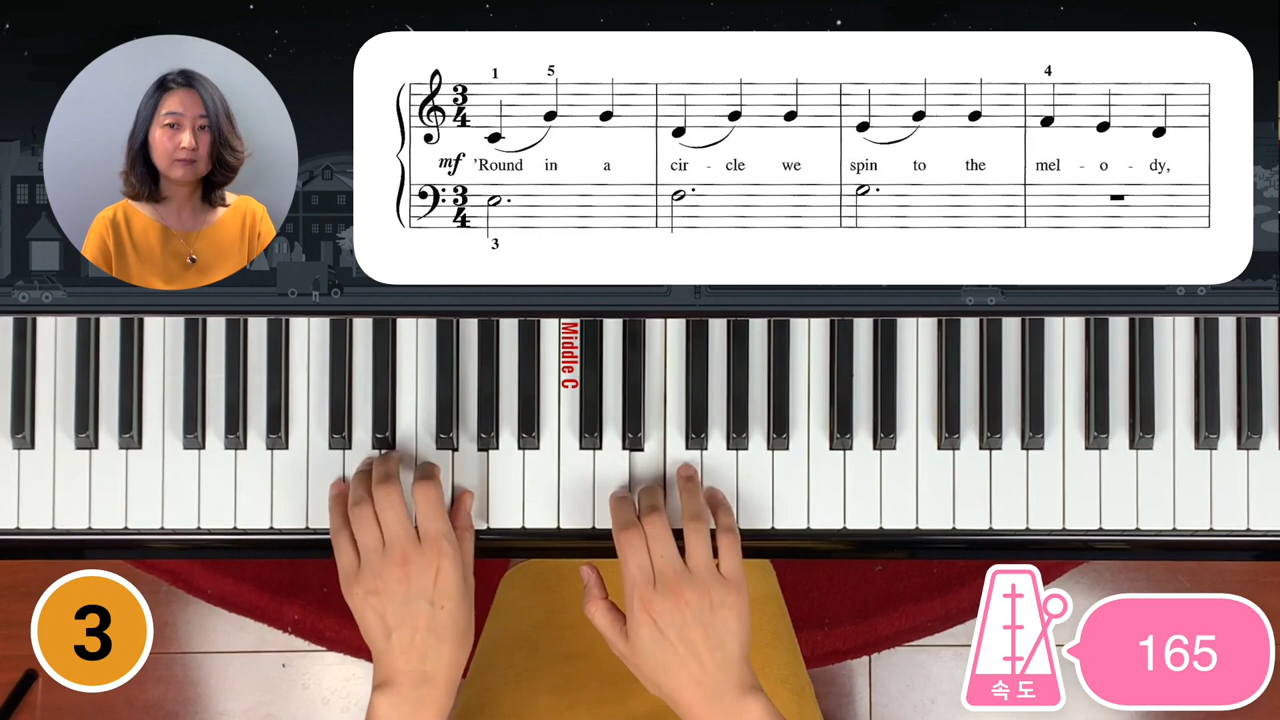 1 5 4
3 4
mf 'Round in a cir - cle we spin to the mel - o - dy,
3 4
3
Middle C
3
165
속도